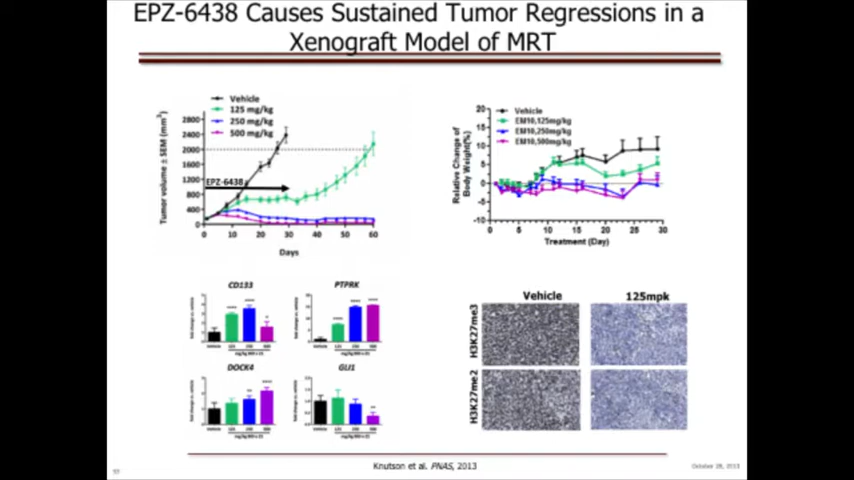 EPZ-6438 Causes Sustained Tumor Regressions in a
Xenograft Model of MRT
Vehicle
125 mg/kg
250 mg/kg
500 mg/kg
Tumor volume ± SEM (mm³)
2800
2400
2000
1600
1200
800
400
0
EPZ-6438
0
10
20
30
40
50
60
Days
Vehicle
EM10,125mg/kg
EM10,250mg/kg
EM10,500mg/kg
Relative Change of
Body Weight(%)
20
15
10
5
0
-5
-10
0
5
10
15
20
25
30
Treatment (Day)
CD133
PTPRK
DOCK4
GLI1
Vehicle
125mpk
H3K27me3
H3K27me2
Knutson et al. PNAS, 2013
October 28, 2013